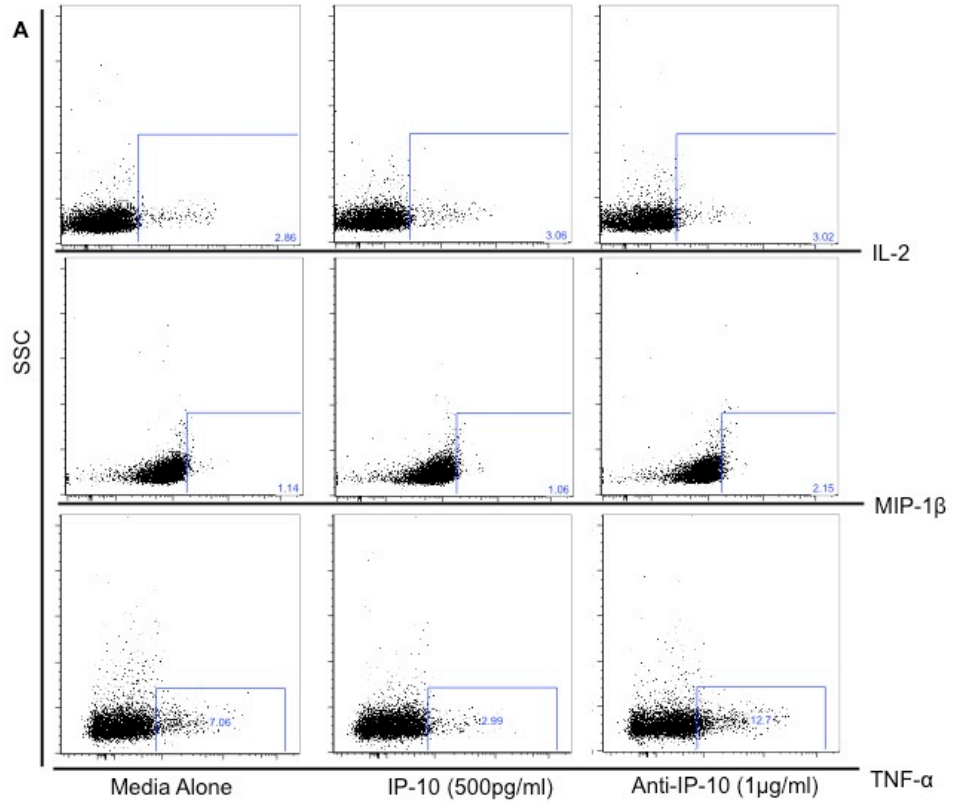 A
2.86
3.06
3.02
IL-2
SSC
1.14
1.06
2.15
MIP-1β
7.06
2.99
12.7
TNF-α
Media Alone
IP-10 (500pg/ml)
Anti-IP-10 (1µg/ml)